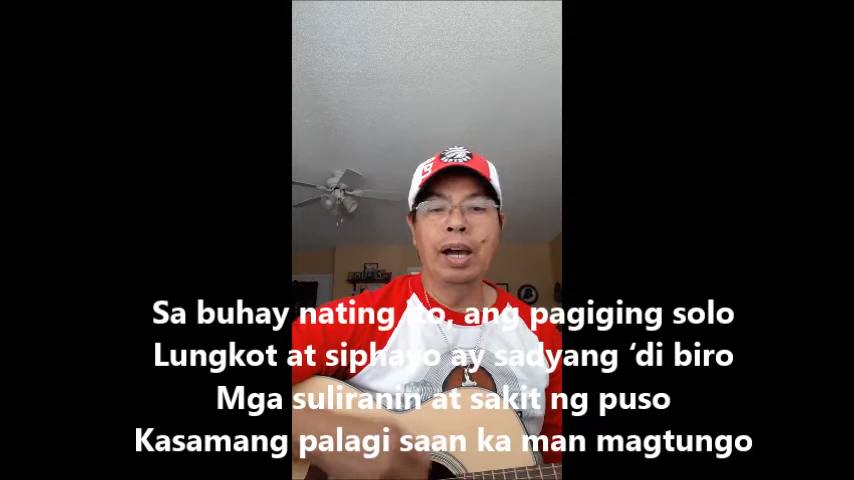 Sa buhay nating ito, ang pagiging solo
Lungkot at siphayo ay sadyang ‘di biro
Mga suliranin at sakit ng puso
Kasamang palagi saan ka man magtungo